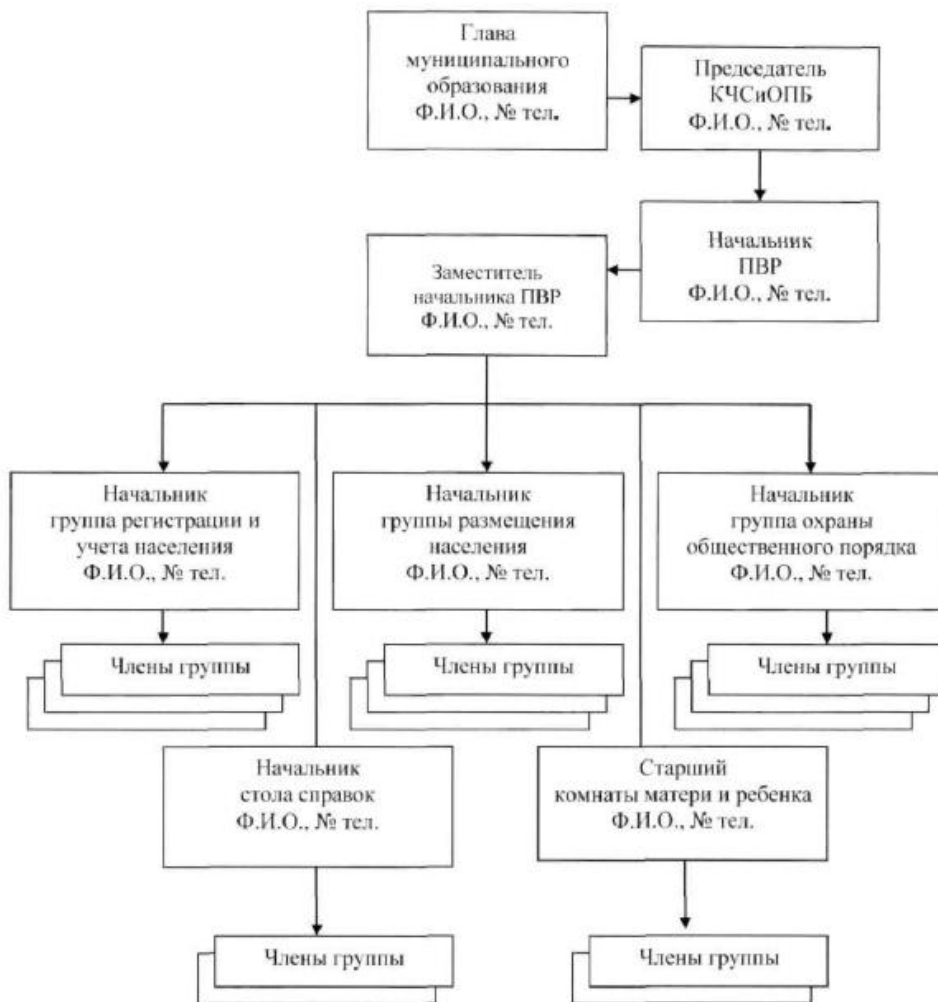 Глава
муниципального
образования
Ф.И.О., № тел.
Председатель
КЧСиОПБ
Ф.И.О., № тел.
Начальник
ПВР
Ф.И.О., № тел.
Заместитель
начальника ПВР
Ф.И.О., № тел.
Начальник
группа регистрации и
учета населения
Ф.И.О., № тел.
Начальник
группы размещения
населения
Ф.И.О., № тел.
Начальник
группа охраны
общественного порядка
Ф.И.О., № тел.
Члены группы
Члены группы
Члены группы
Начальник
стола справок
Ф.И.О., № тел.
Старший
комнаты матери и ребенка
Ф.И.О., № тел.
Члены группы
Члены группы